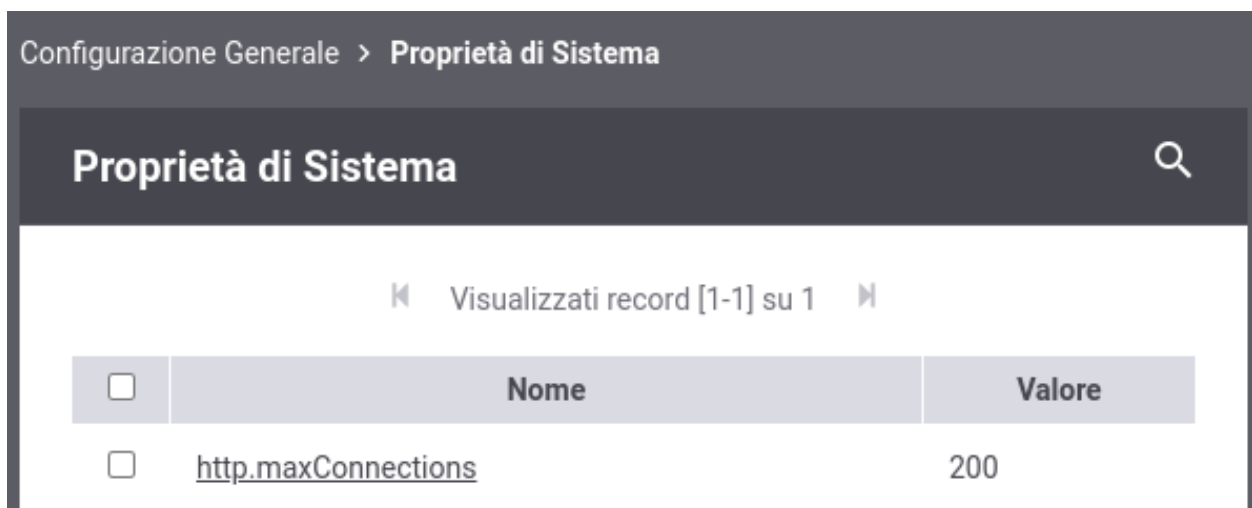 Configurazione Generale > Proprietà di Sistema
Proprietà di Sistema
Visualizzati record [1-1] su 1
Nome Valore
http.maxConnections 200